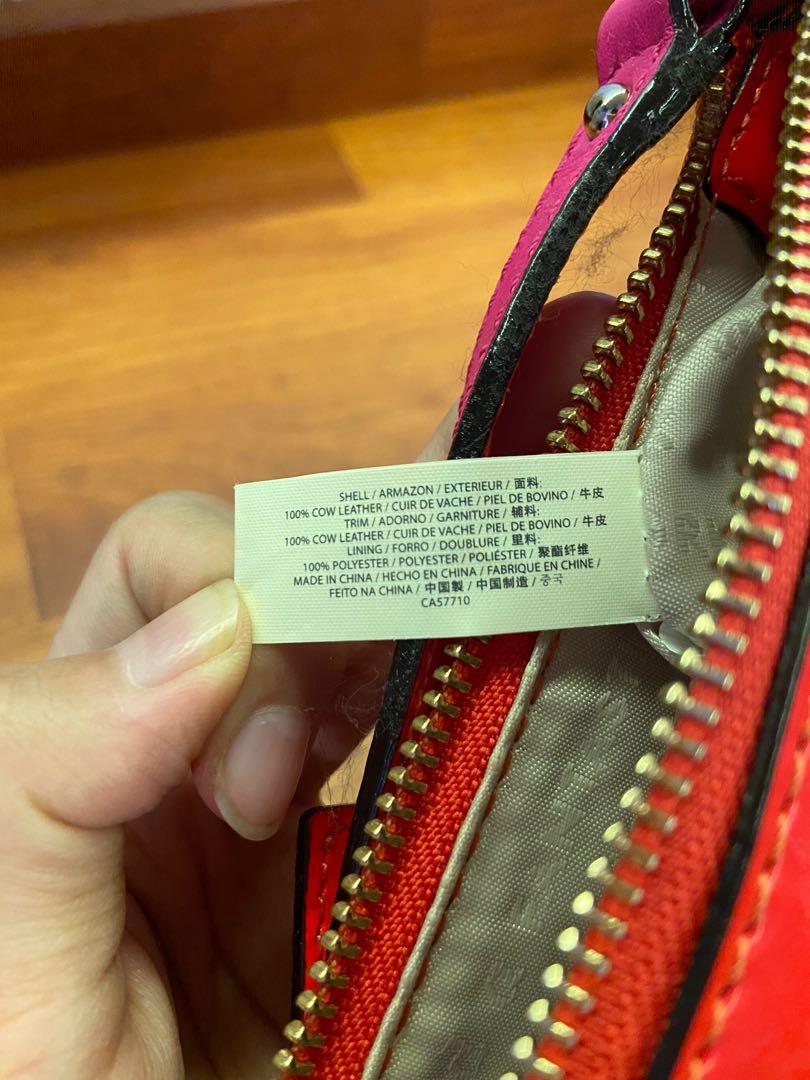 SHELL / ARMAZON / EXTERIEUR / 面料:
100% COW LEATHER / CUIR DE VACHE / PIEL DE BOVINO / 牛皮
TRIM / ADORNO / GARNITURE / 辅料:
100% COW LEATHER / CUIR DE VACHE / PIEL DE BOVINO / 牛皮
LINING / FORRO / DOUBLURE / 里料:
100% POLYESTER / POLYESTER / POLIÉSTER / 聚酯纤维
MADE IN CHINA / HECHO EN CHINA / FABRIQUE EN CHINE /
FEITO NA CHINA / 中国製 / 中国制造 / 중국
CA57710